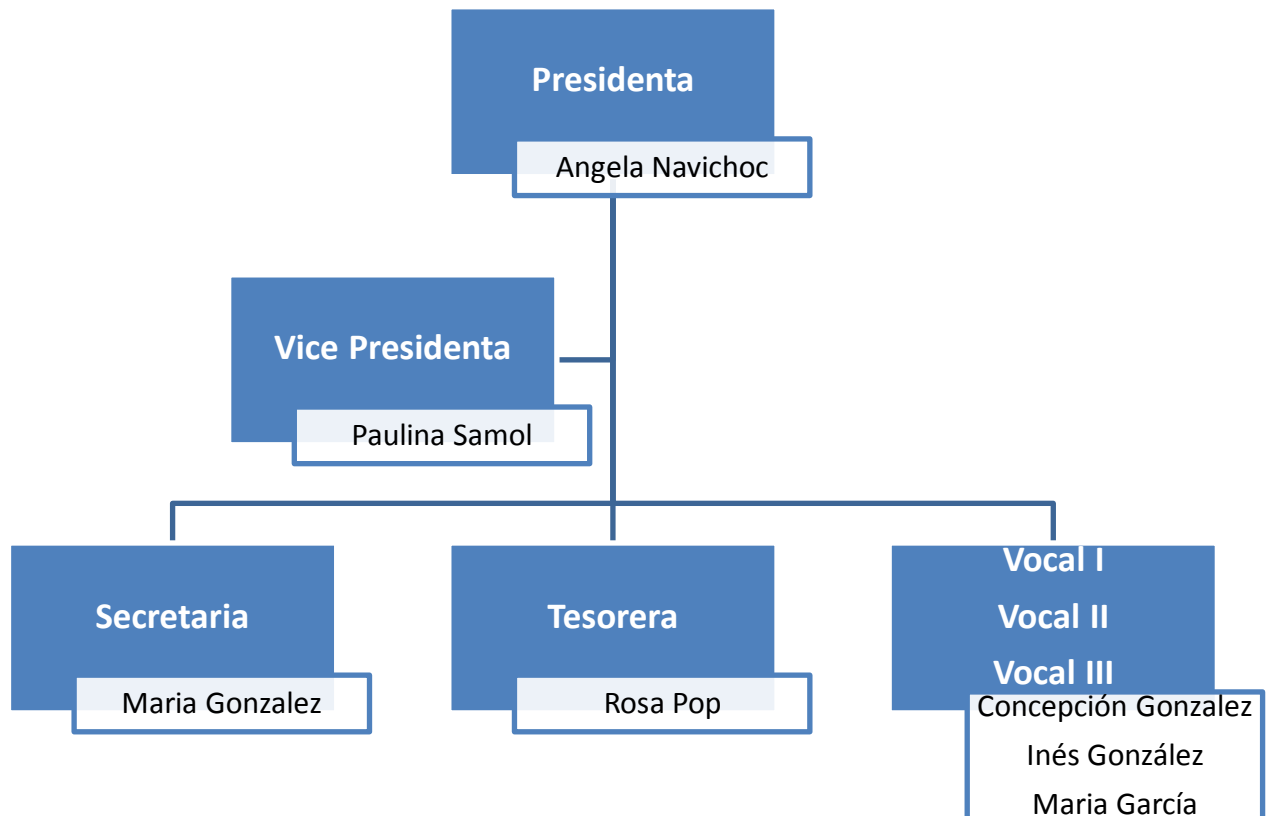 Presidenta
Angela Navichoc
Vice Presidenta
Paulina Samol
Secretaria
Maria Gonzalez
Tesorera
Rosa Pop
Vocal I
Vocal II
Vocal III
Concepción Gonzalez
Inés González
Maria García